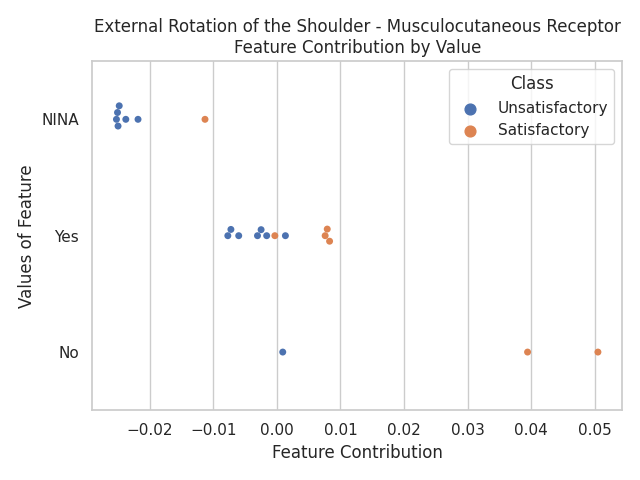 External Rotation of the Shoulder - Musculocutaneous Receptor
Feature Contribution by Value
Class
Unsatisfactory
Satisfactory
Values of Feature
NINA
Yes
No
−0.02 −0.01 0.00 0.01 0.02 0.03 0.04 0.05
Feature Contribution